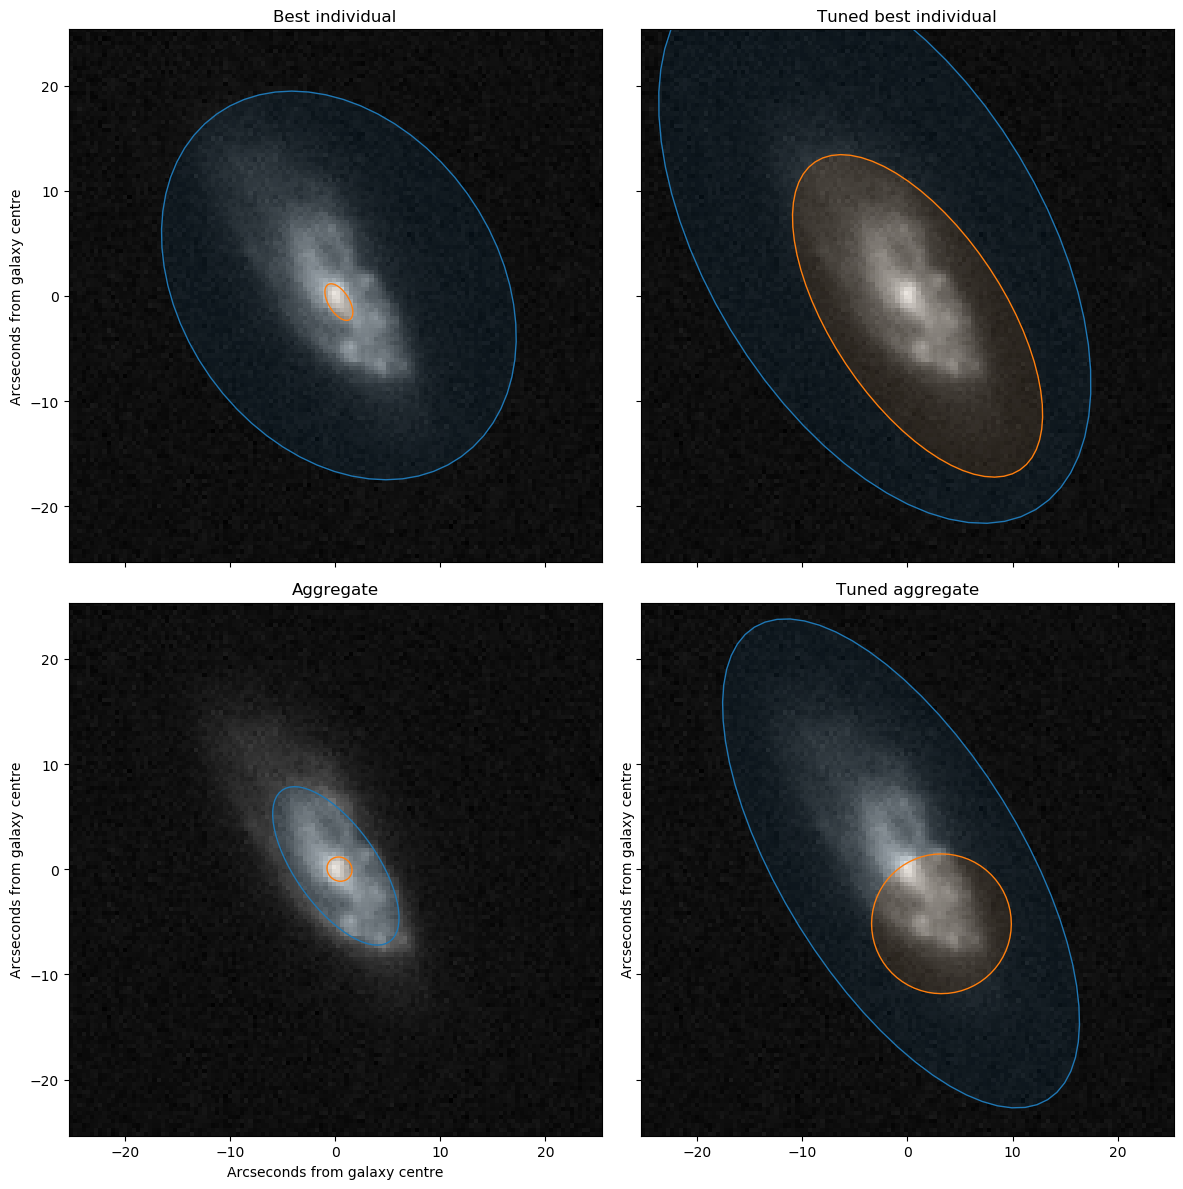 Best individual
Tuned best individual
20
10
0
−10
−20
Arcseconds from galaxy centre
Aggregate
Tuned aggregate
20
10
0
−10
−20
Arcseconds from galaxy centre
Arcseconds from galaxy centre
−20 −10 0 10 20
−20 −10 0 10 20
Arcseconds from galaxy centre